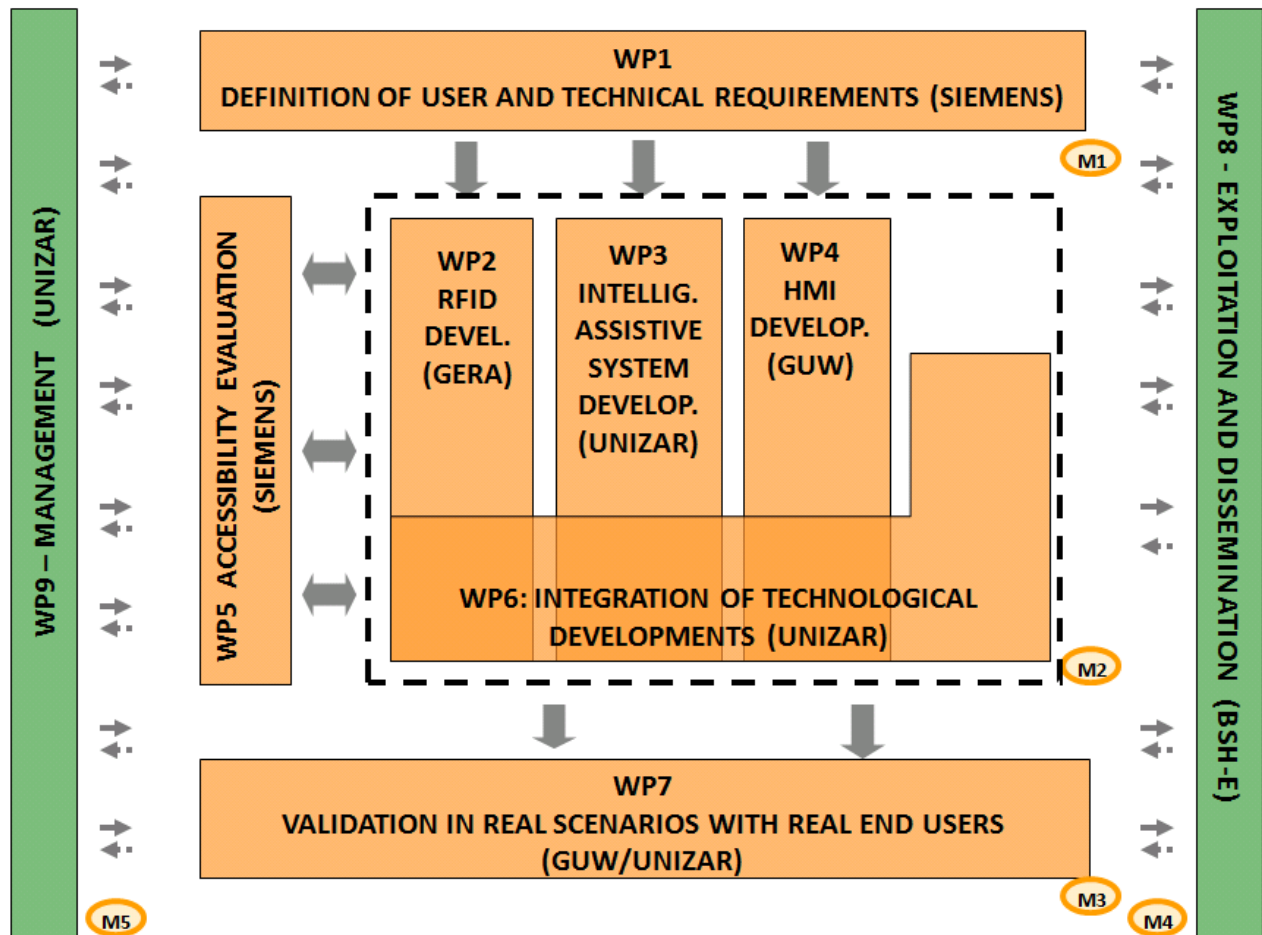 WP9 – MANAGEMENT (UNIZAR)
WP1
DEFINITION OF USER AND TECHNICAL REQUIREMENTS (SIEMENS)
M1
WP5 ACCESSIBILITY EVALUATION
(SIEMENS)
WP2
RFID
DEVEL.
(GERA)
WP3
INTELLIG.
ASSISTIVE
SYSTEM
DEVELOP.
(UNIZAR)
WP4
HMI
DEVELOP.
(GUW)
WP6: INTEGRATION OF TECHNOLOGICAL
DEVELOPMENTS (UNIZAR)
M2
WP7
VALIDATION IN REAL SCENARIOS WITH REAL END USERS
(GUW/UNIZAR)
M3
M4
M5
WP8 - EXPLOITATION AND DISSEMINATION (BSH-E)